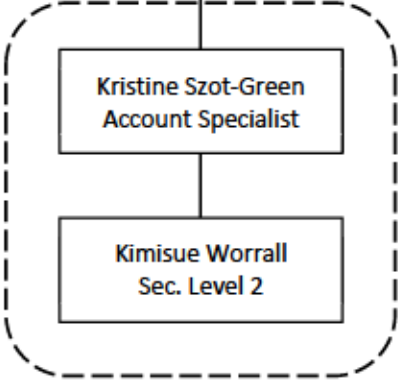 Kristine Szot-Green
Account Specialist
Kimisue Worrall
Sec. Level 2